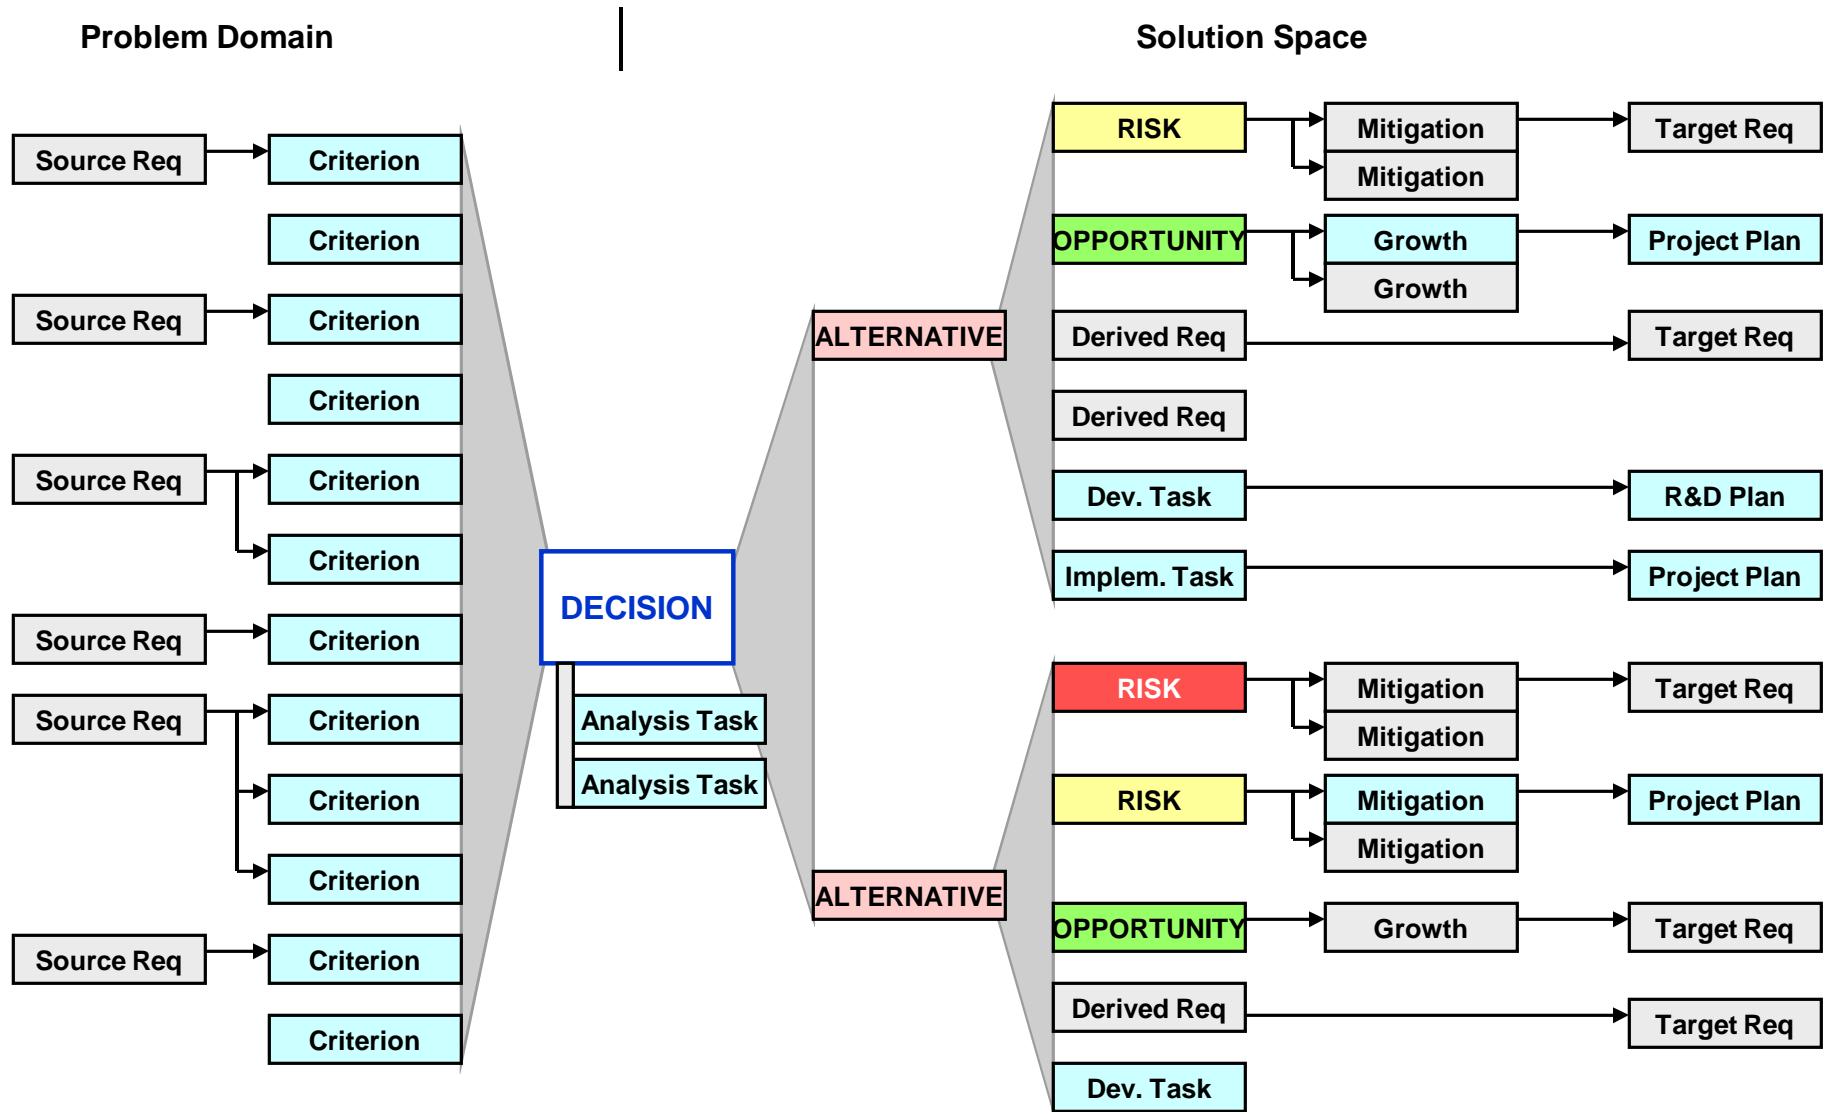 Problem Domain
Solution Space
Source Req
Criterion
Criterion
Source Req
Criterion
Criterion
Source Req
Criterion
Criterion
Source Req
Criterion
Source Req
Criterion
Criterion
Criterion
Source Req
Criterion
Criterion
DECISION
Analysis Task
Analysis Task
ALTERNATIVE
RISK
Mitigation
Target Req
Mitigation
OPPORTUNITY
Growth
Project Plan
Growth
Derived Req
Target Req
Derived Req
Dev. Task
R&D Plan
Implem. Task
Project Plan
ALTERNATIVE
RISK
Mitigation
Target Req
Mitigation
RISK
Mitigation
Project Plan
Mitigation
OPPORTUNITY
Growth
Target Req
Derived Req
Target Req
Dev. Task